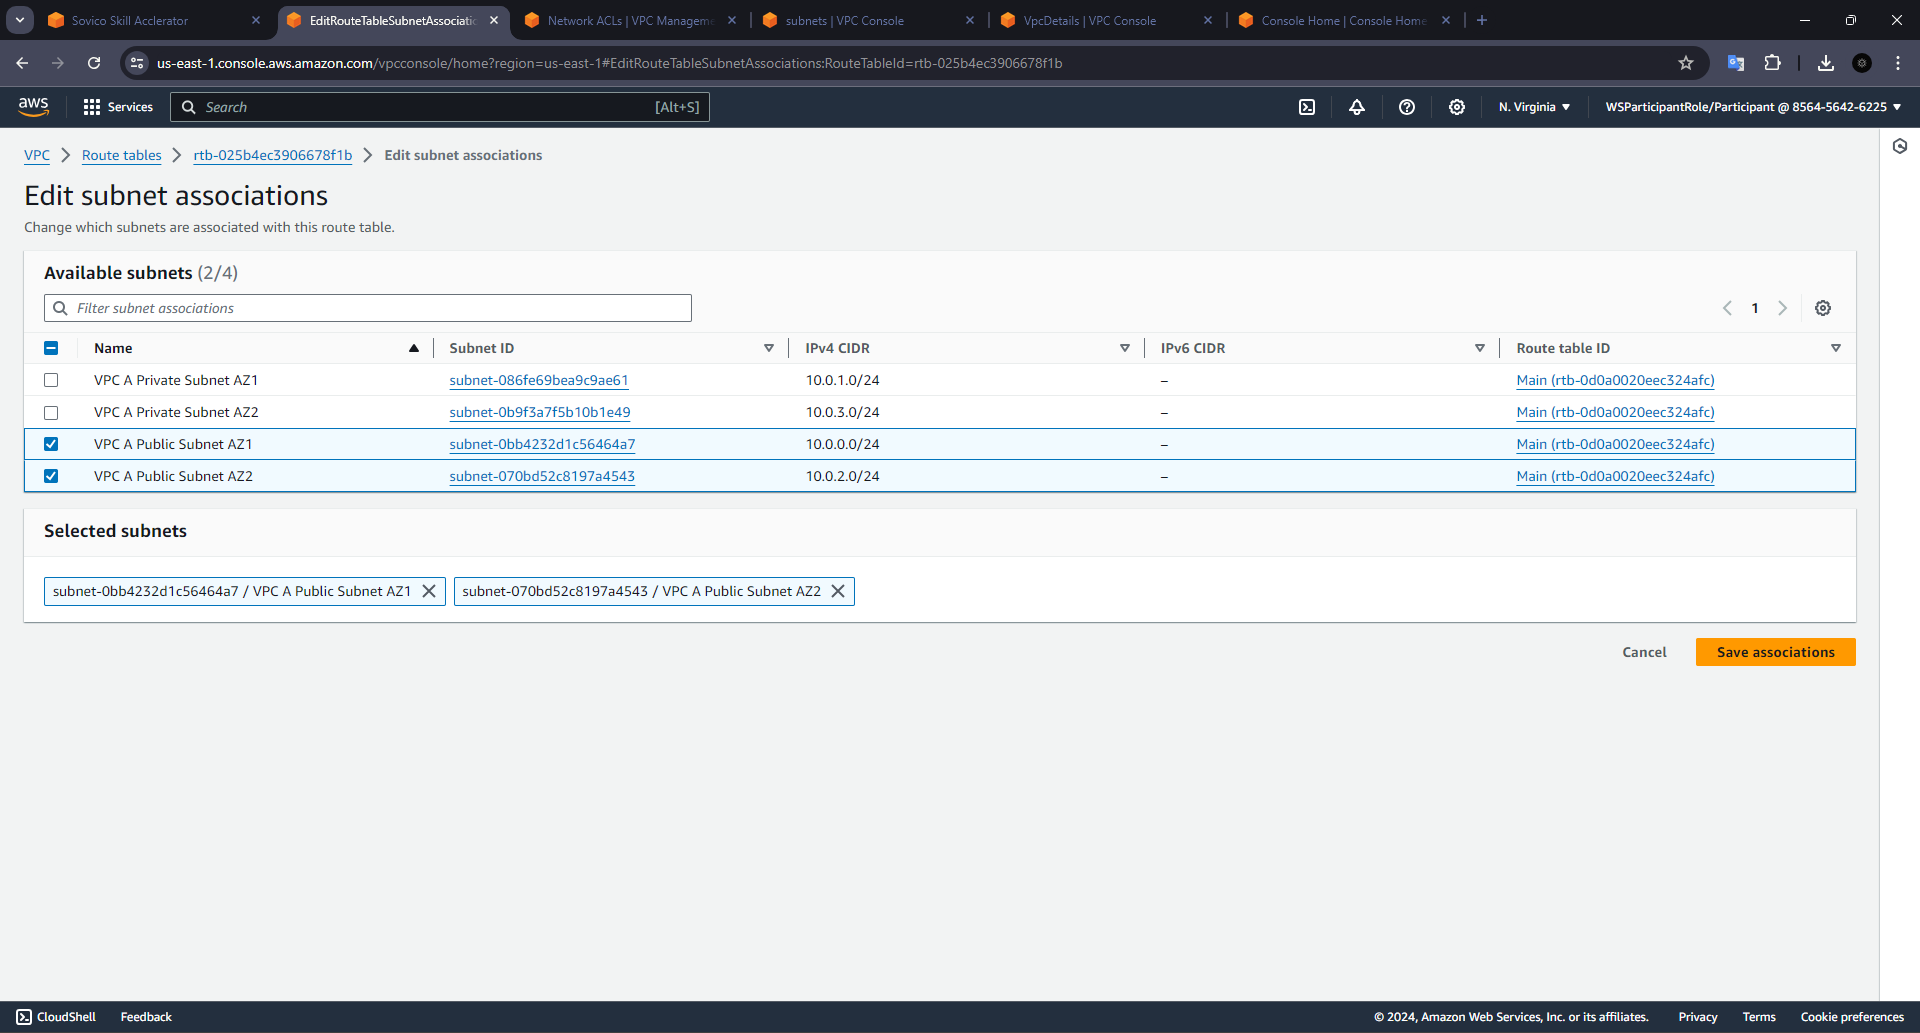 Sovico Skill Acclerator
EditRouteTableSubnetAssociatio
Network ACLs | VPC Manageme
subnets | VPC Console
VpcDetails | VPC Console
Console Home | Console Home
us-east-1.console.aws.amazon.com/vpcconsole/home?region=us-east-1#EditRouteTableSubnetAssociations:RouteTableId=rtb-025b4ec3906678f1b
aws
Services
Search
[Alt+S]
N. Virginia
WSParticipantRole/Participant @ 8564-5642-6225
VPC
Route tables
rtb-025b4ec3906678f1b
Edit subnet associations
Edit subnet associations
Change which subnets are associated with this route table.
Available subnets (2/4)
Filter subnet associations
1
Name
Subnet ID
IPv4 CIDR
IPv6 CIDR
Route table ID
VPC A Private Subnet AZ1
subnet-086fe69bea9c9ae61
10.0.1.0/24
–
Main (rtb-0d0a0020eec324afc)
VPC A Private Subnet AZ2
subnet-0b9f3a7f5b10b1e49
10.0.3.0/24
–
Main (rtb-0d0a0020eec324afc)
VPC A Public Subnet AZ1
subnet-0bb4232d1c56464a7
10.0.0.0/24
–
Main (rtb-0d0a0020eec324afc)
VPC A Public Subnet AZ2
subnet-070bd52c8197a4543
10.0.2.0/24
–
Main (rtb-0d0a0020eec324afc)
Selected subnets
subnet-0bb4232d1c56464a7 / VPC A Public Subnet AZ1
subnet-070bd52c8197a4543 / VPC A Public Subnet AZ2
Cancel
Save associations
CloudShell
Feedback
© 2024, Amazon Web Services, Inc. or its affiliates.
Privacy
Terms
Cookie preferences